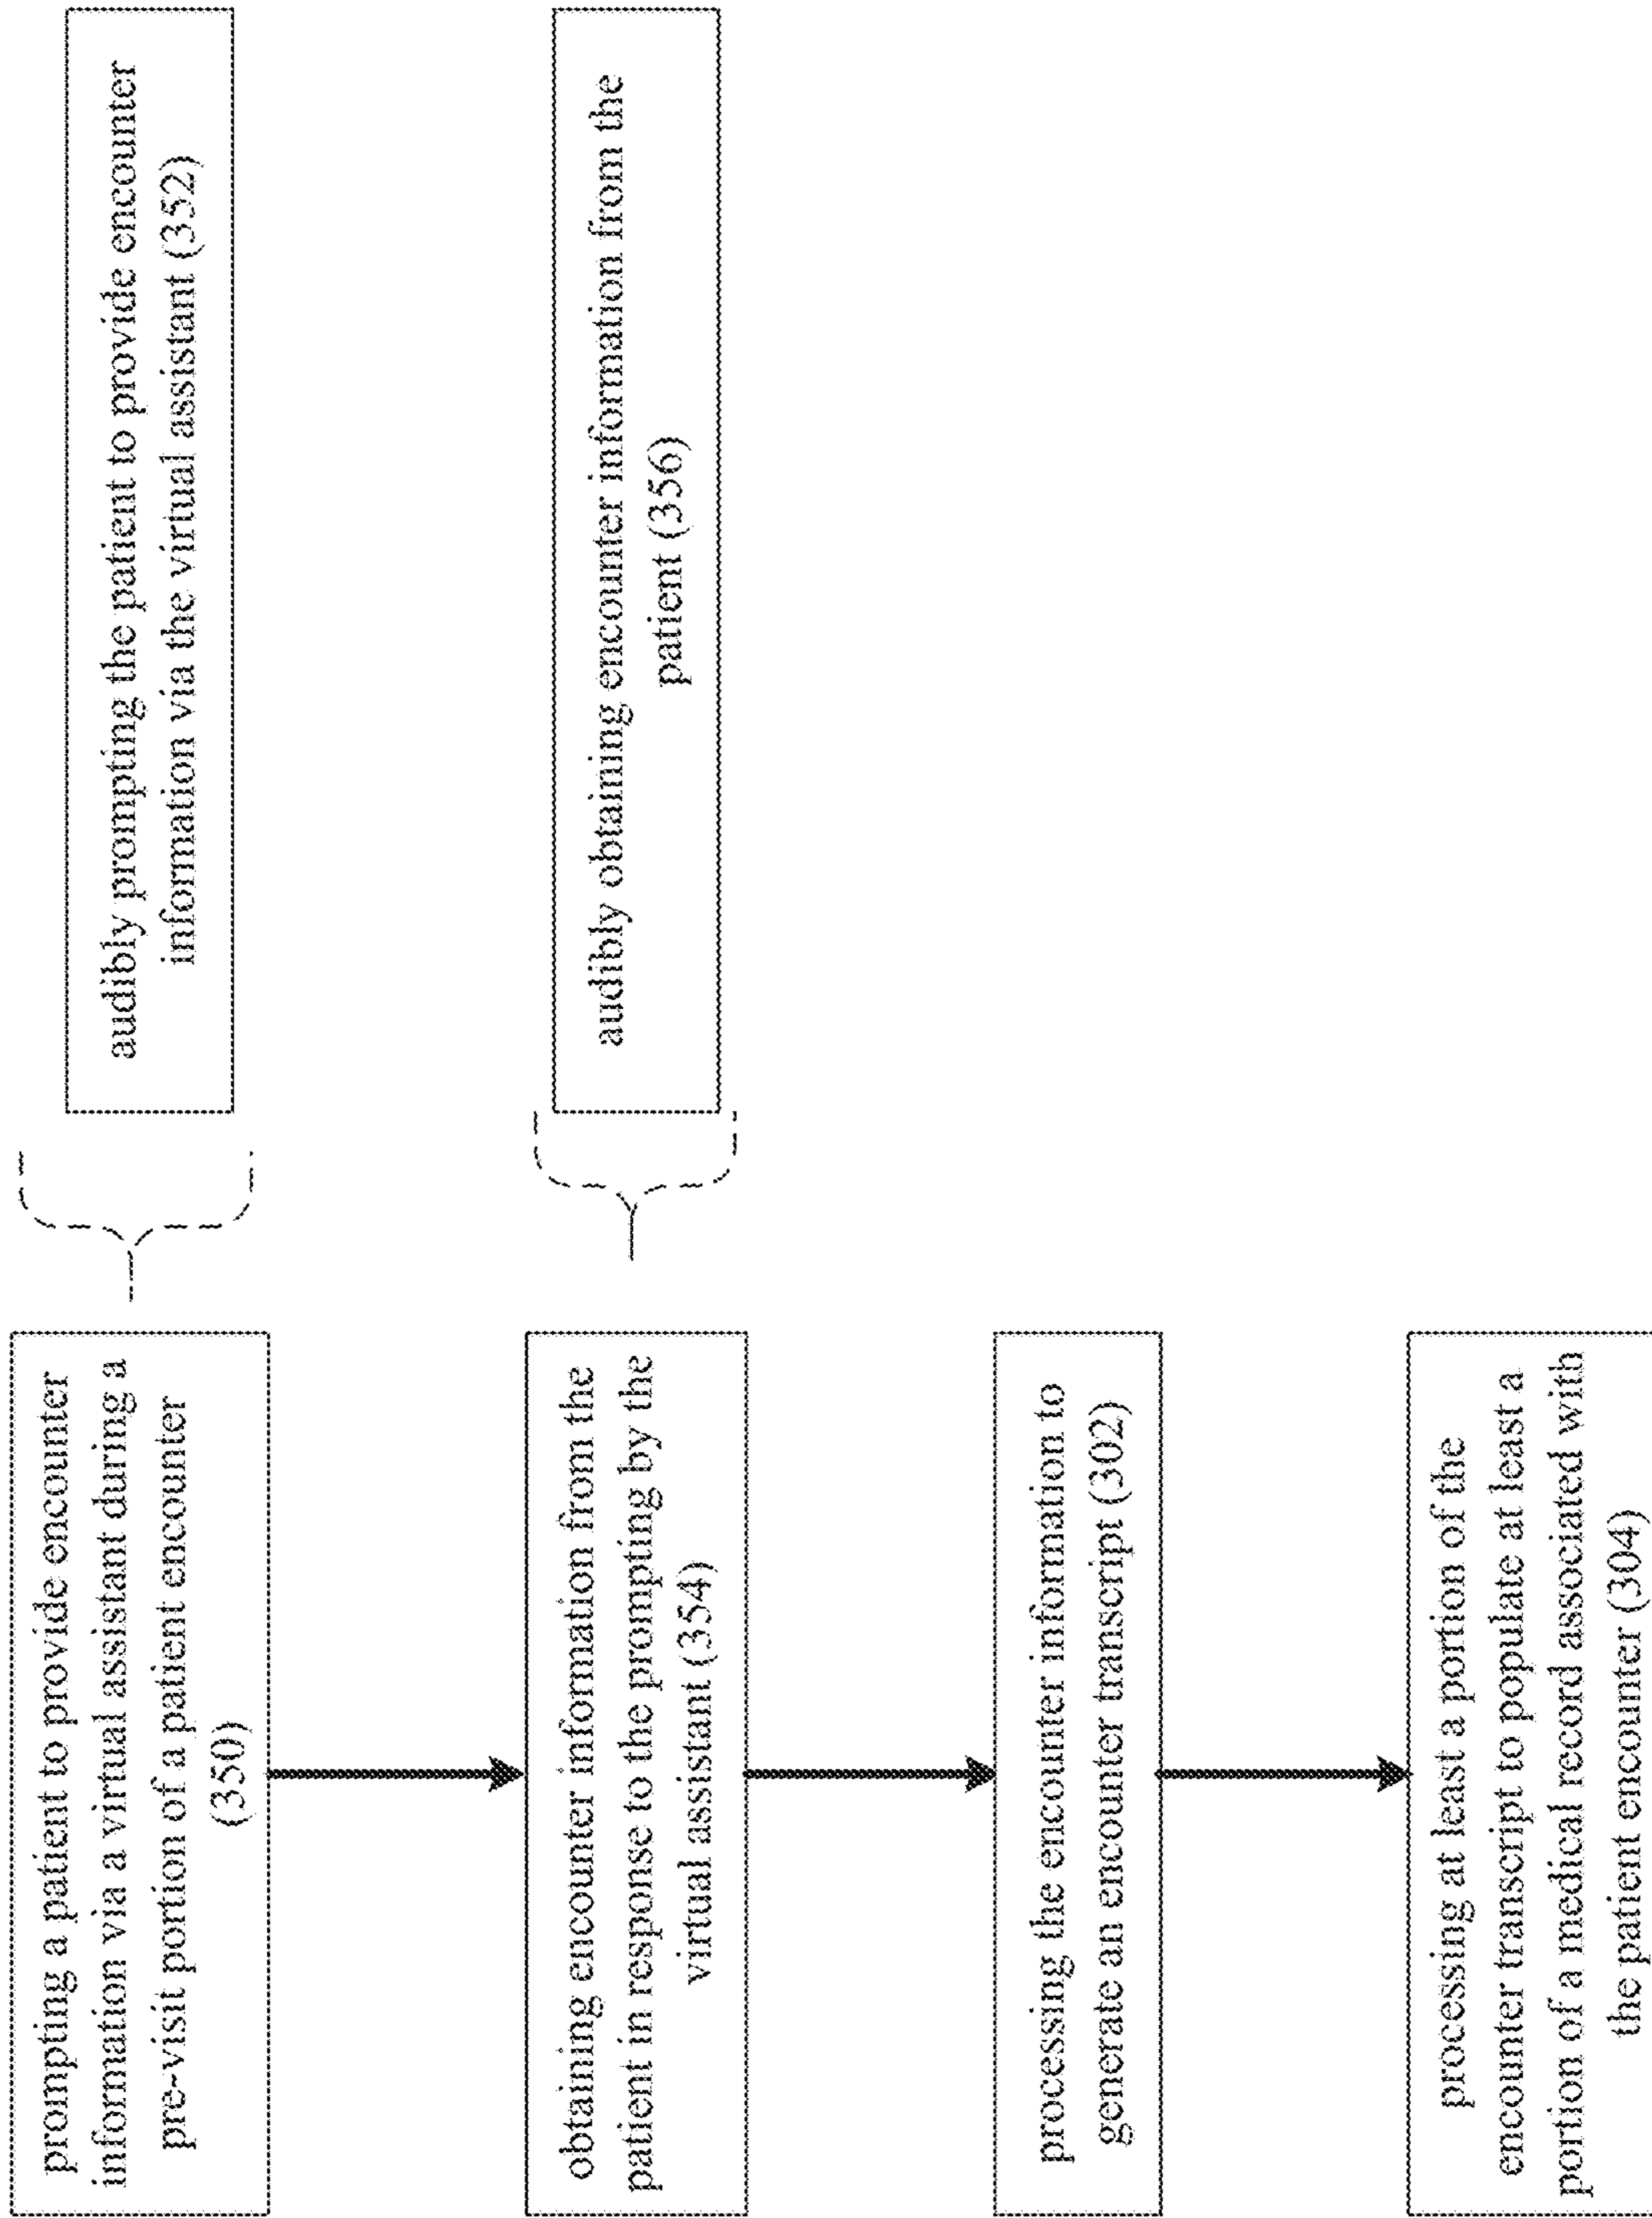 prompting a patient to provide encounter
information via a virtual assistant during a
pre-visit portion of a patient encounter
(350)
audibly prompting the patient to provide encounter
information via the virtual assistant (352)
obtaining encounter information from the
patient in response to the prompting by the
virtual assistant (354)
audibly obtaining encounter information from the
patient (356)
processing the encounter information to
generate an encounter transcript (302)
processing at least a portion of the
encounter transcript to populate at least a
portion of a medical record associated with
the patient encounter (304)